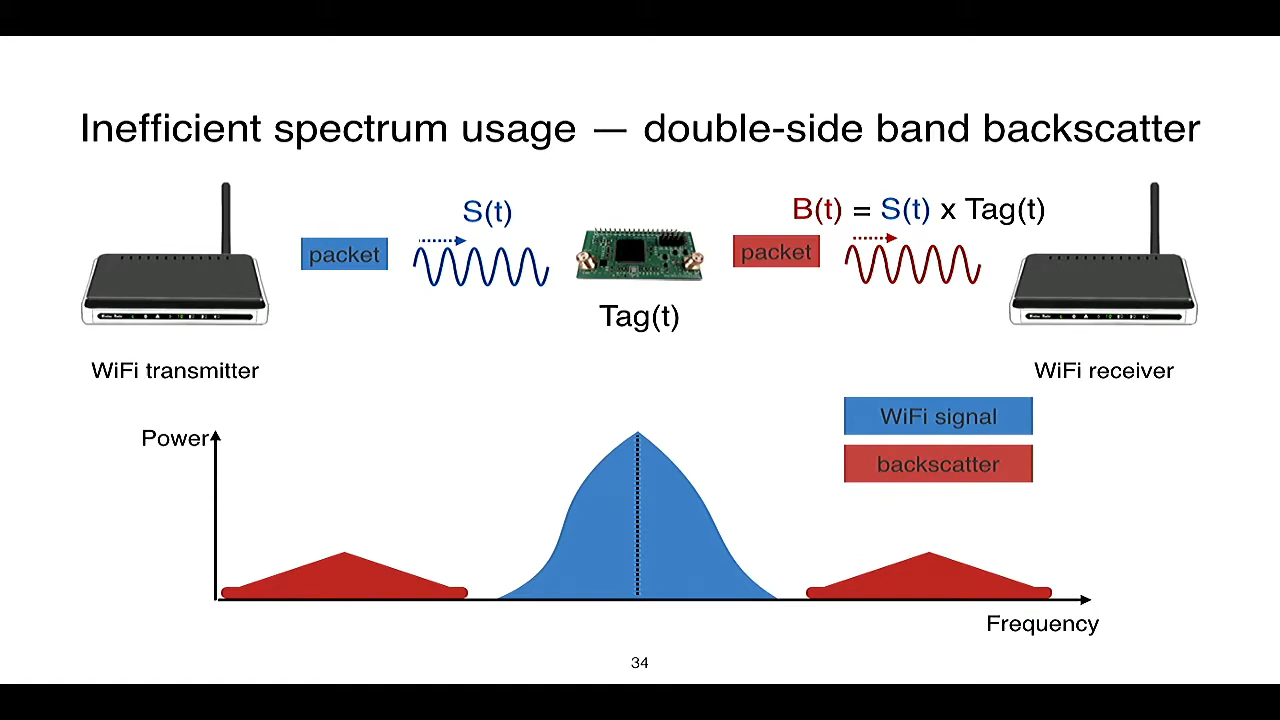 Inefficient spectrum usage — double-side band backscatter
S(t)
B(t) = S(t) x Tag(t)
packet
packet
Tag(t)
WiFi transmitter
WiFi receiver
WiFi signal
Power
backscatter
Frequency
34